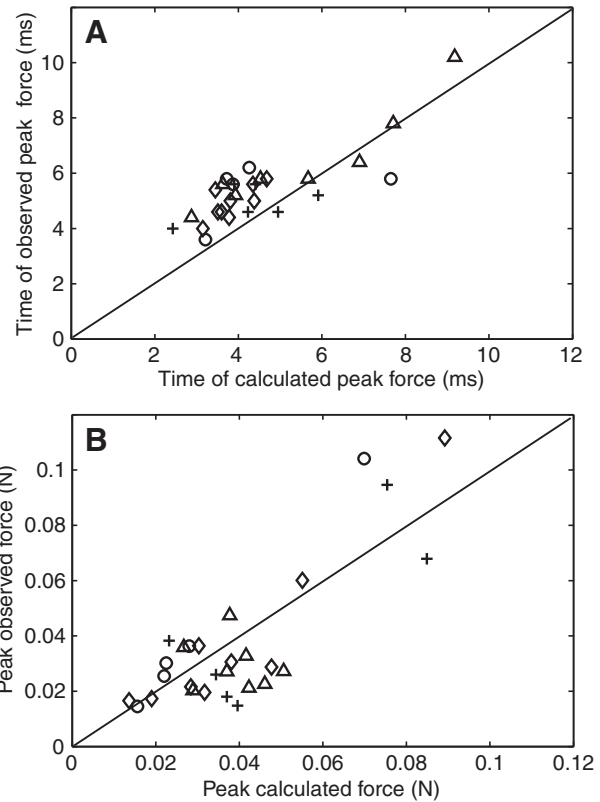 A
Time of observed peak force (ms)
10
8
6
4
2
0
0 2 4 6 8 10 12
Time of calculated peak force (ms)
B
Peak observed force (N)
0.1
0.08
0.06
0.04
0.02
0
0 0.02 0.04 0.06 0.08 0.1 0.12
Peak calculated force (N)